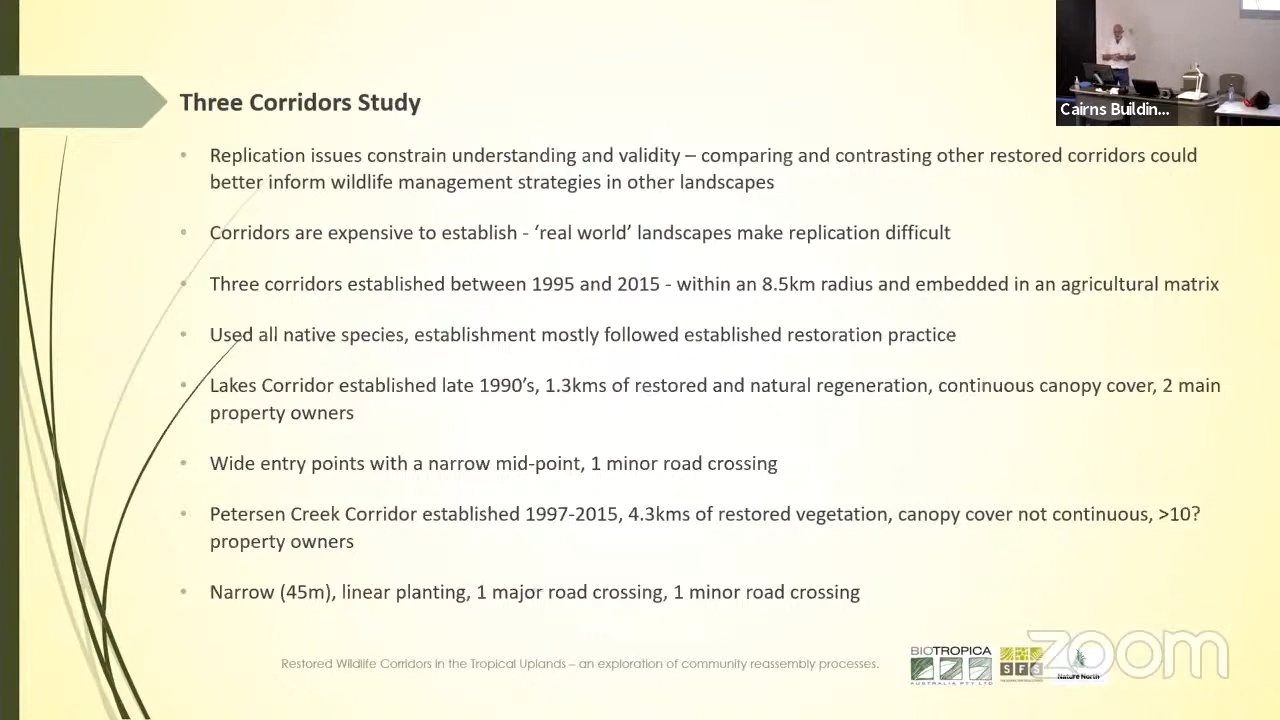 Three Corridors Study
Cairns Buildin...
• Replication issues constrain understanding and validity – comparing and contrasting other restored corridors could
better inform wildlife management strategies in other landscapes
• Corridors are expensive to establish - ‘real world’ landscapes make replication difficult
• Three corridors established between 1995 and 2015 - within an 8.5km radius and embedded in an agricultural matrix
• Used all native species, establishment mostly followed established restoration practice
• Lakes Corridor established late 1990’s, 1.3kms of restored and natural regeneration, continuous canopy cover, 2 main
property owners
• Wide entry points with a narrow mid-point, 1 minor road crossing
• Petersen Creek Corridor established 1997-2015, 4.3kms of restored vegetation, canopy cover not continuous, >10?
property owners
• Narrow (45m), linear planting, 1 major road crossing, 1 minor road crossing
Restored Wildlife Corridors in the Tropical Uplands – an exploration of community reassembly processes.
BIOTROPICA
AUSTRALIA PTY LTD
SFS
Nature North
zoom